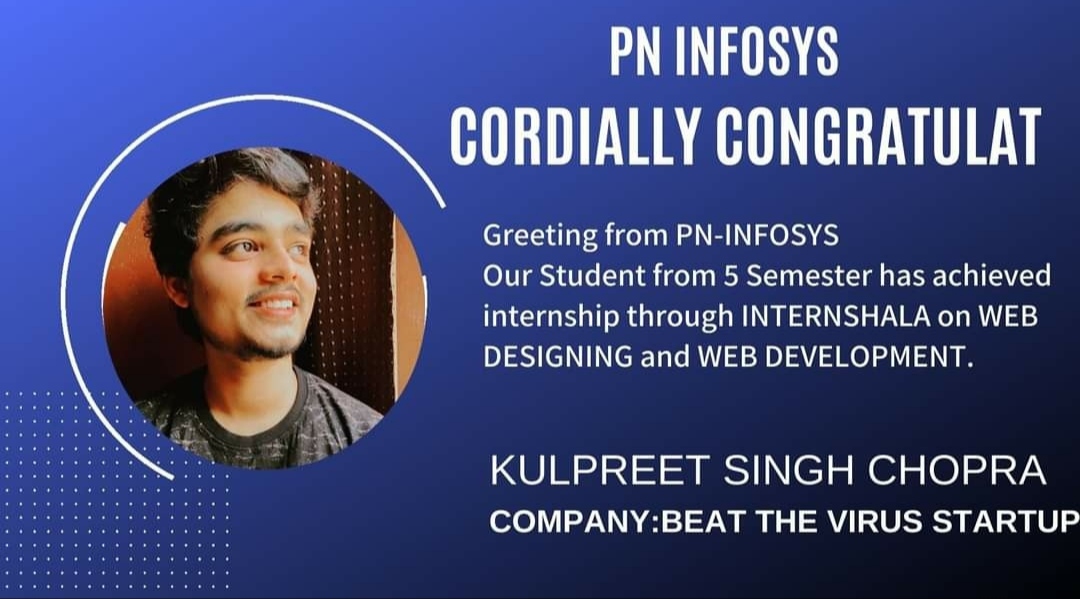 PN INFOSYS
CORDIALLY CONGRATULAT
Greeting from PN-INFOSYS
Our Student from 5 Semester has achieved
internship through INTERNSHALA on WEB
DESIGNING and WEB DEVELOPMENT.
KULPREET SINGH CHOPRA
COMPANY:BEAT THE VIRUS STARTUP